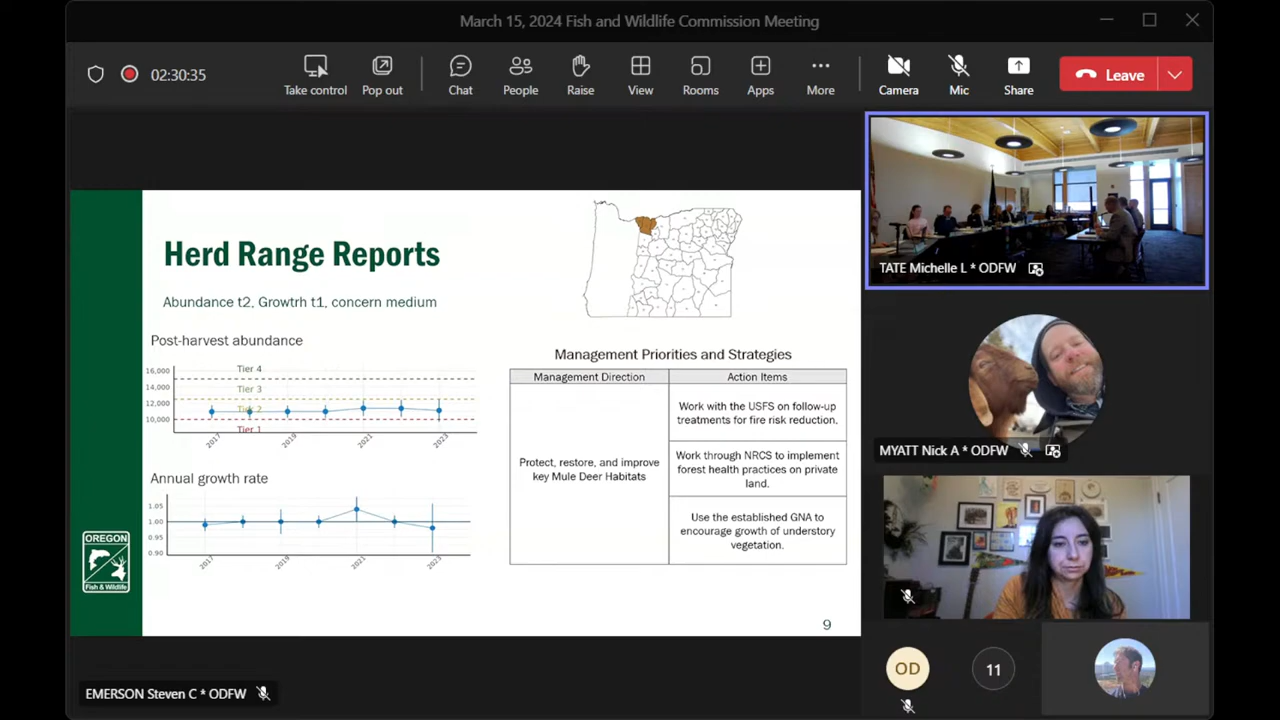 March 15, 2024 Fish and Wildlife Commission Meeting
02:30:35
Take control
Pop out
Chat
People
Raise
View
Rooms
Apps
More
Camera
Mic
Share
Leave
Herd Range Reports
Abundance t2, Growtrh t1, concern medium
Post-harvest abundance
16,000
14,000
12,000
10,000
Tier 4
Tier 3
Tier 2
Tier 1
2017
2019
2021
2023
Annual growth rate
1.05
1.00
0.95
0.90
2017
2019
2021
2023
OREGON
Fish & Wildlife
Management Priorities and Strategies
Management Direction
Action Items
Protect, restore, and improve
key Mule Deer Habitats
Work with the USFS on follow-up
treatments for fire risk reduction.
Work through NRCS to implement
forest health practices on private
land.
Use the established GNA to
encourage growth of understory
vegetation.
9
TATE Michelle L * ODFW
MYATT Nick A * ODFW
OD
11
EMERSON Steven C * ODFW